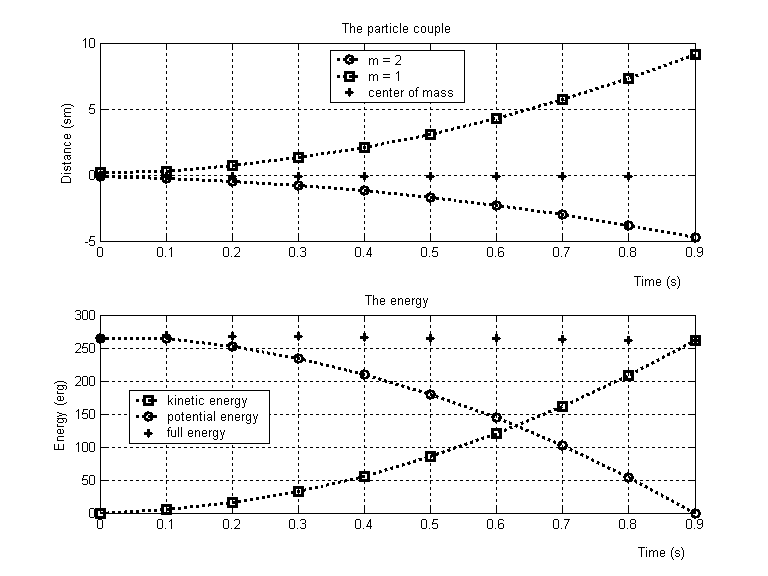 The particle couple
10
5
0
-5
Distance (sm)
m = 2
m = 1
center of mass
0 0.1 0.2 0.3 0.4 0.5 0.6 0.7 0.8 0.9
Time (s)
The energy
300
250
200
150
100
50
0
Energy (erg)
kinetic energy
potential energy
full energy
0 0.1 0.2 0.3 0.4 0.5 0.6 0.7 0.8 0.9
Time (s)